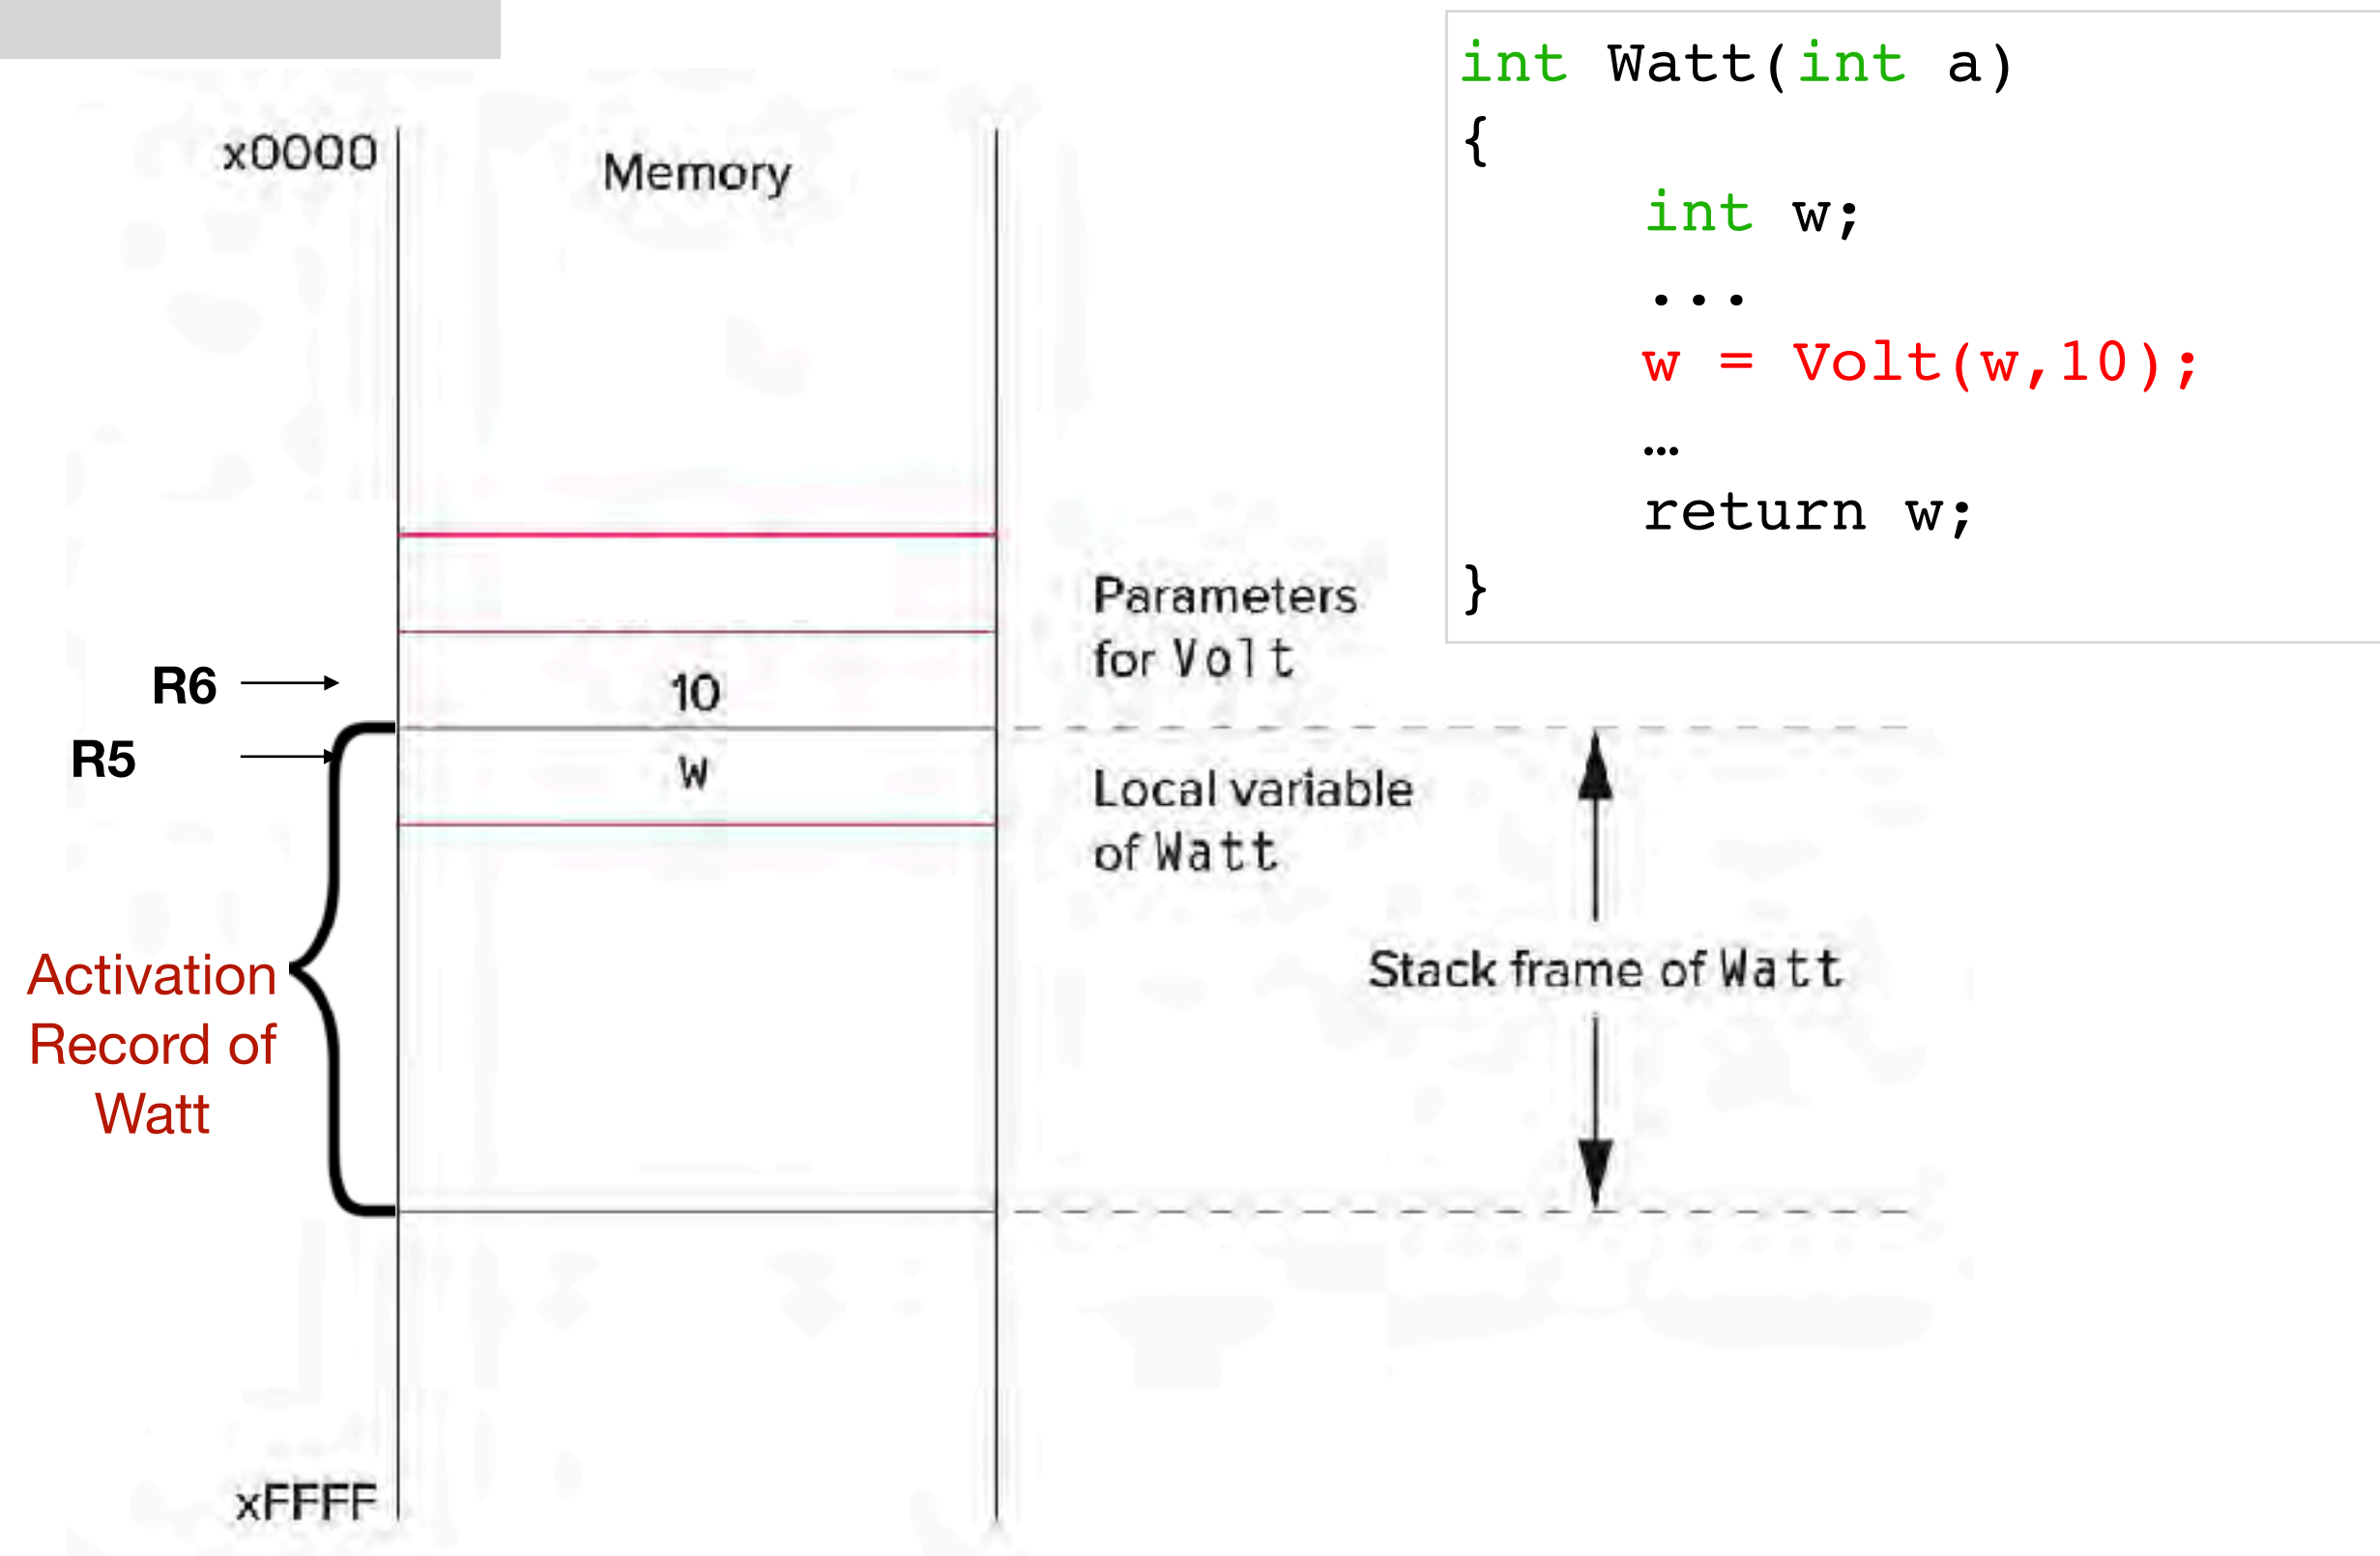 x0000
Memory
R6
10
R5
W
Activation
Record of
Watt
xFFFF
Parameters
for Volt
Local variable
of Watt
Stack frame of Watt
int Watt(int a)
{
int w;
...
w = Volt(w,10);
…
return w;
}